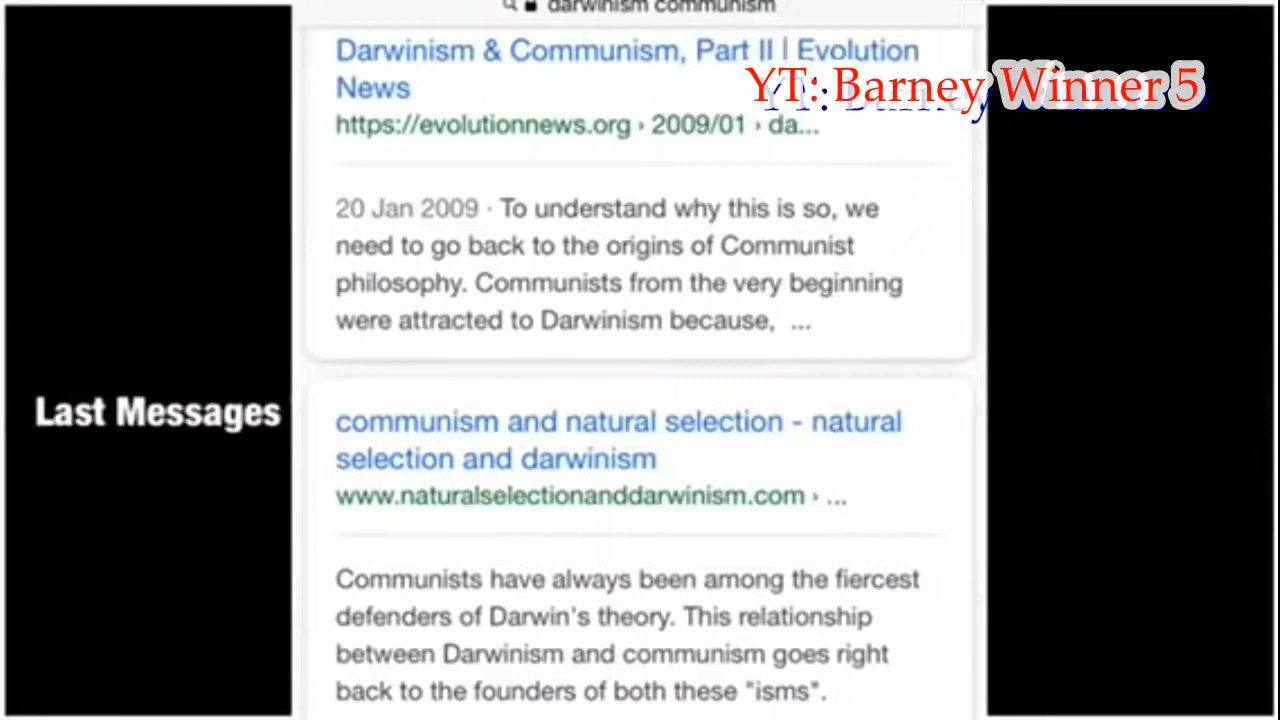 darwinism communism
Darwinism & Communism, Part II | Evolution
News
YT: Barney Winner 5
https://evolutionnews.org › 2009/01 › da...
20 Jan 2009 · To understand why this is so, we
need to go back to the origins of Communist
philosophy. Communists from the very beginning
were attracted to Darwinism because, ...
Last Messages
communism and natural selection - natural
selection and darwinism
www.naturalselectionanddarwinism.com › ...
Communists have always been among the fiercest
defenders of Darwin's theory. This relationship
between Darwinism and communism goes right
back to the founders of both these "isms".